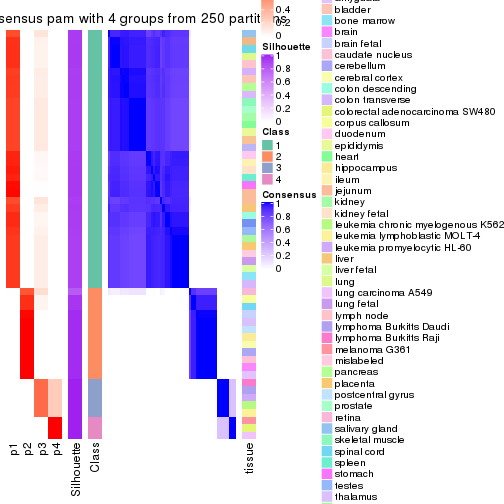 sensus pam with 4 groups from 250 partitions
p1
p2
p3
p4
Silhouette
Class
tissue
0.4
0.2
0
Silhouette
1
0.8
0.6
0.4
0.2
0
Class
1
2
3
4
Consensus
1
0.8
0.6
0.4
0.2
0
bladder
bone marrow
brain
brain fetal
caudate nucleus
cerebellum
cerebral cortex
colon descending
colon transverse
colorectal adenocarcinoma SW480
corpus callosum
duodenum
epididymis
heart
hippocampus
ileum
jejunum
kidney
kidney fetal
leukemia chronic myelogenous K562
leukemia lymphoblastic MOLT-4
leukemia promyelocytic HL-60
liver
liver fetal
lung
lung carcinoma A549
lung fetal
lymph node
lymphoma Burkitts Daudi
lymphoma Burkitts Raji
melanoma G361
mislabeled
pancreas
placenta
postcentral gyrus
prostate
retina
salivary gland
skeletal muscle
spinal cord
spleen
stomach
testes
thalamus